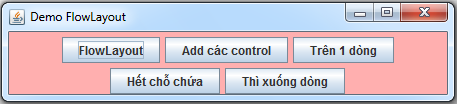 Demo FlowLayout
FlowLayout Add các control Trên 1 dòng
Hết chỗ chứa Thì xuống dòng